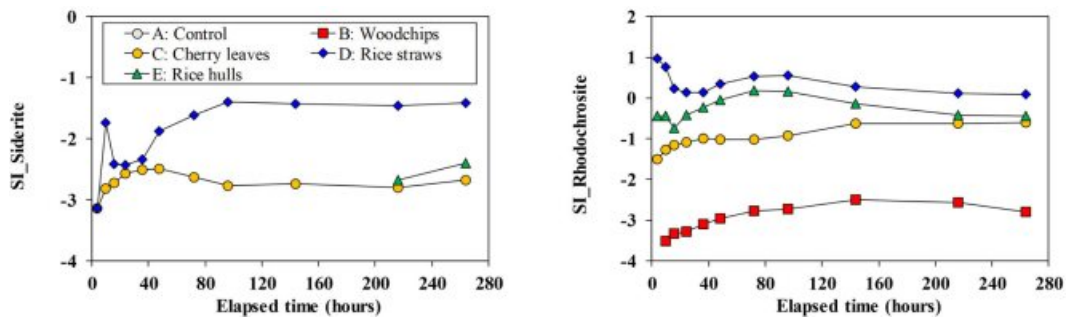 0
-1
-2
-3
-4
SI_Siderite
A: Control
B: Woodchips
C: Cherry leaves
D: Rice straws
E: Rice hulls
0 40 80 120 160 200 240 280
Elapsed time (hours)
2
1
0
-1
-2
-3
-4
SI_Rhodochrosite
0 40 80 120 160 200 240 280
Elapsed time (hours)